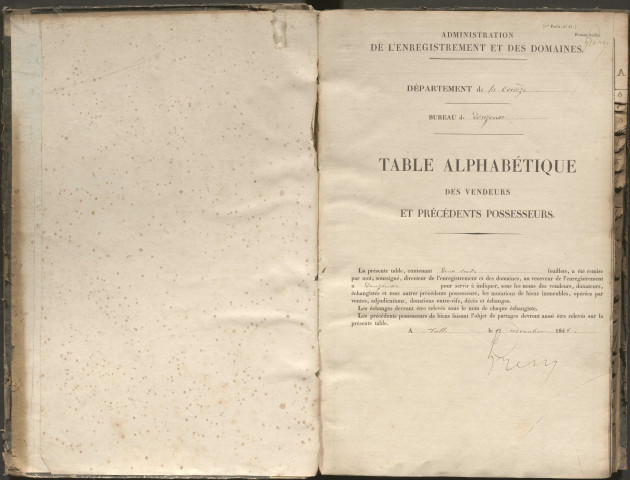 ADMINISTRATION
DE L'ENREGISTREMENT ET DES DOMAINES.
DÉPARTEMENT de la Corrèze
BUREAU de
TABLE ALPHABÉTIQUE
DES VENDEURS
ET PRÉCÉDENTS POSSESSEURS.
La présente table, contenant deux cents feuillets, a été remise
par moi, soussigné, directeur de l'enregistrement et des domaines, au receveur de l'enregistrement
a pour servir à indiquer, sous les noms des vendeurs, donateurs,
échangistes et tous autres précédents possesseurs, les mutations de biens immeubles, opérées par
ventes, adjudications, donations entre-vifs, décès et échanges.
Les échanges devront être relevés sous le nom de chaque échangiste.
Les précédents possesseurs de biens faisant l'objet de partages devront aussi être relevés sur la
présente table.
A Tulle le 12 novembre
A